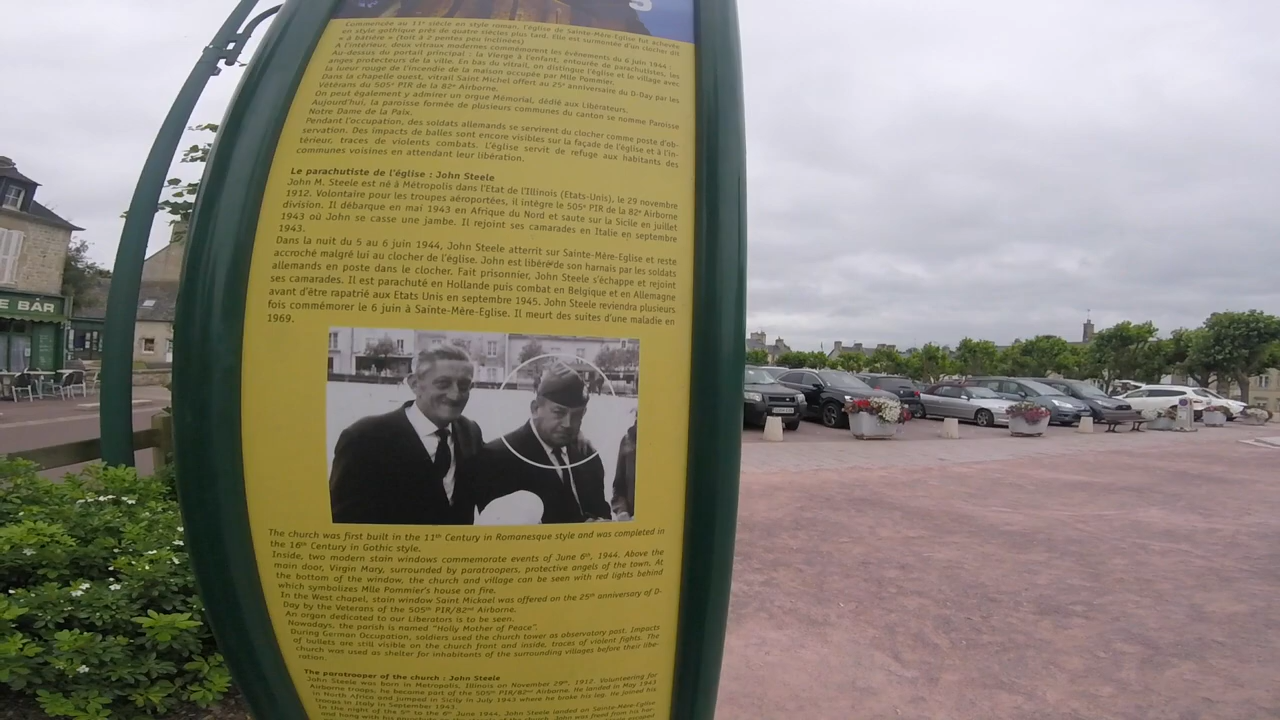 S
Commencée au 11e siècle en style roman, l'église de Sainte-Mère-Eglise fut achevée
en style gothique près de quatre siècles plus tard. Elle est surmontée d'un clocher dit
« à bâtière » (toit à 2 pentes peu inclinées)
A l'intérieur, deux vitraux modernes commémorent les événements du 6 juin 1944 :
Au-dessus du portail principal : la Vierge à l'enfant, entourée de parachutistes, les
anges protecteurs de la ville. En bas du vitrail, on distingue l'église et le village avec
la lueur rouge de l'incendie de la maison occupée par Mlle Pommier.
Dans la chapelle ouest, vitrail Saint Michel offert au 25e anniversaire du D-Day par les
Vétérans du 505e PIR de la 82e Airborne.
On peut également y admirer un orgue Mémorial, dédié aux Libérateurs.
Aujourd'hui, la paroisse formée de plusieurs communes du canton se nomme Paroisse
Notre Dame de la Paix.
Pendant l'occupation, des soldats allemands se servirent du clocher comme poste d'ob-
servation. Des impacts de balles sont encore visibles sur la façade de l'église et à l'in-
térieur, traces de violents combats. L'église servit de refuge aux habitants des
communes voisines en attendant leur libération.
Le parachutiste de l'église : John Steele
John M. Steele est né à Métropolis dans l'Etat de l'Illinois (Etats-Unis), le 29 novembre
1912. Volontaire pour les troupes aéroportées, il intègre le 505e PIR de la 82e Airborne
division. Il débarque en mai 1943 en Afrique du Nord et saute sur la Sicile en juillet
1943 où John se casse une jambe. Il rejoint ses camarades en Italie en septembre
1943.
Dans la nuit du 5 au 6 juin 1944, John Steele atterrit sur Sainte-Mère-Eglise et reste
accroché malgré lui au clocher de l'église. John est libéré de son harnais par les soldats
allemands en poste dans le clocher. Fait prisonnier, John Steele s'échappe et rejoint
ses camarades. Il est parachuté en Hollande puis combat en Belgique et en Allemagne
avant d'être rapatrié aux Etats Unis en septembre 1945. John Steele reviendra plusieurs
fois commémorer le 6 juin à Sainte-Mère-Eglise. Il meurt des suites d'une maladie en
1969.
E BAR
The church was first built in the 11th Century in Romanesque style and was completed in
the 16th Century in Gothic style.
Inside, two modern stain windows commemorate events of June 6th, 1944. Above the
main door, Virgin Mary, surrounded by paratroopers, protective angels of the town. At
the bottom of the window, the church and village can be seen with red lights behind
which symbolizes Mlle Pommier's house on fire.
In the West chapel, stain window Saint Mickael was offered on the 25th anniversary of D-
Day by the Veterans of the 505th PIR/82nd Airborne.
An organ dedicated to our Liberators is to be seen.
Nowadays, the parish is named "Holly Mother of Peace".
During German Occupation, soldiers used the church tower as observatory post. Impacts
of bullets are still visible on the church front and inside, traces of violent fights. The
church was used as shelter for inhabitants of the surrounding villages before their libe-
ration.
The paratrooper of the church : John Steele
John Steele was born in Metropolis, Illinois on November 29th, 1912. Volunteering for
Airborne troops, he became part of the 505th PIR/82nd Airborne. He landed in May 1943
in North Africa and jumped in Sicily in July 1943 where he broke his leg. He joined his
troops in Italy in September 1943.
In the night of the 5th to the 6th June 1944, John Steele landed on Sainte-Mère-Eglise